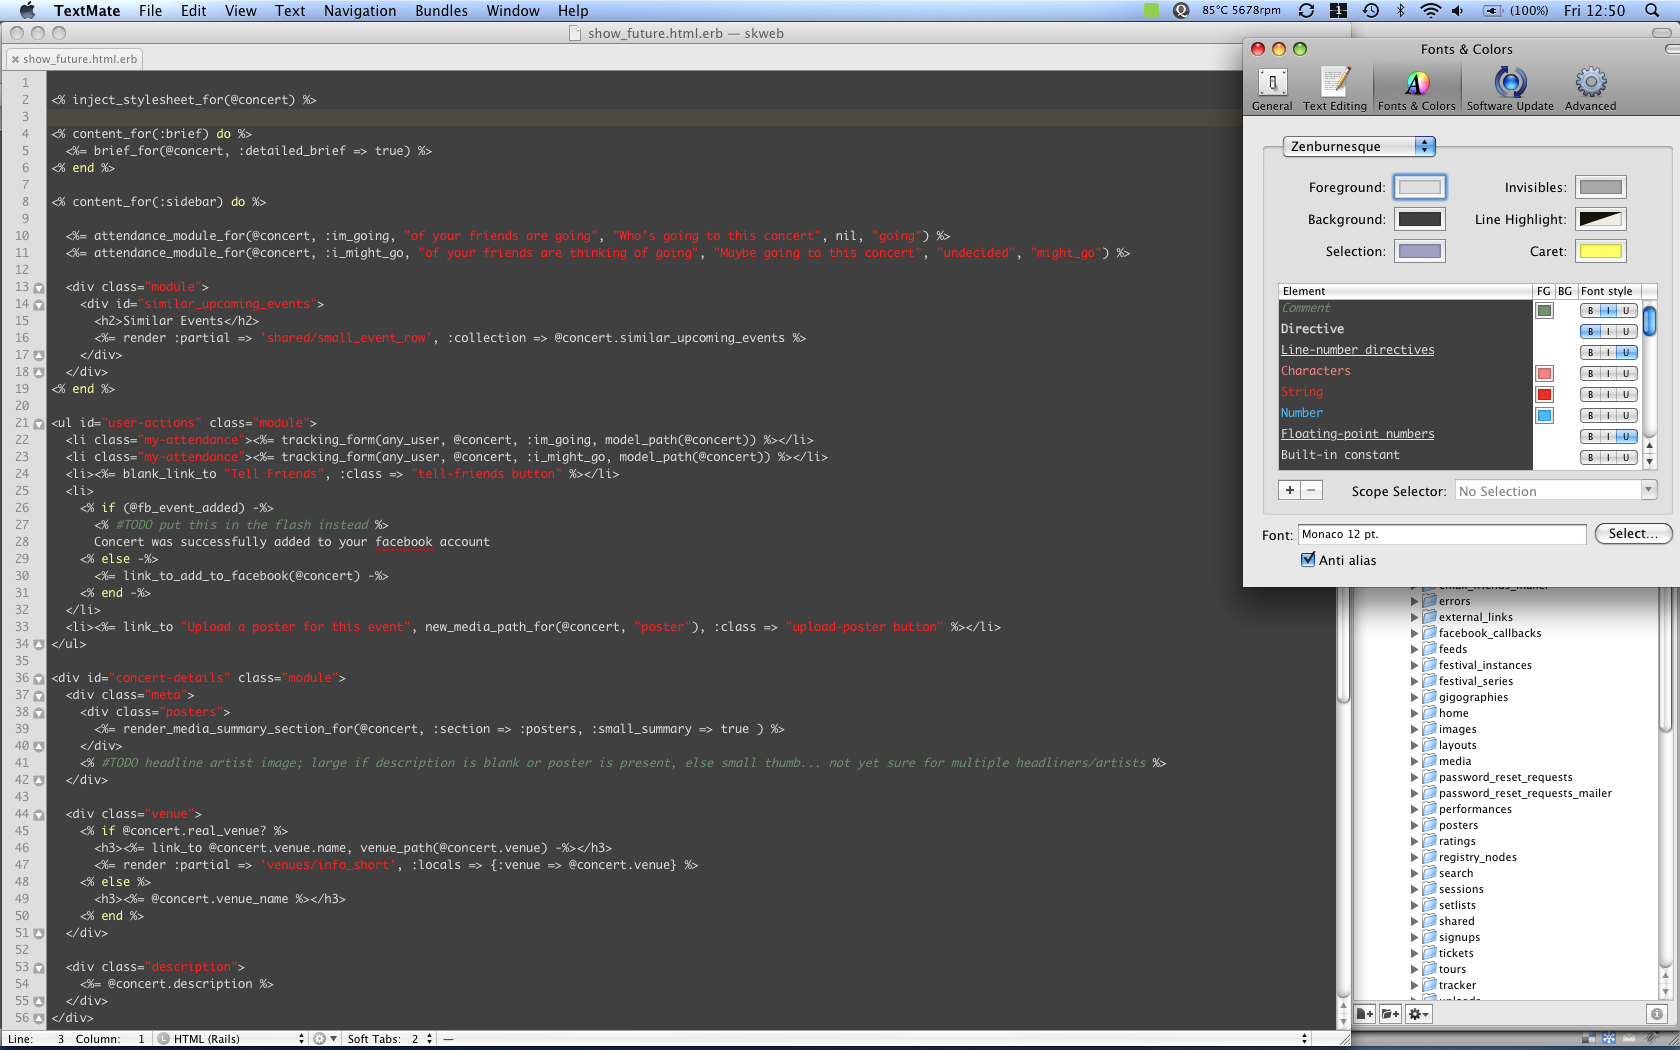 TextMate File Edit View Text Navigation Bundles Window Help 85°C 5678rpm 1 (100%) Fri 12:50
show_future.html.erb — skweb
show_future.html.erb
1
2 <% inject_stylesheet_for(@concert) %>
3
4 <% content_for(:brief) do %>
5 <%= brief_for(@concert, :detailed_brief => true) %>
6 <% end %>
7
8 <% content_for(:sidebar) do %>
9
10 <%= attendance_module_for(@concert, :im_going, "of your friends are going", "Who's going to this concert", nil, "going") %>
11 <%= attendance_module_for(@concert, :i_might_go, "of your friends are thinking of going", "Maybe going to this concert", "undecided", "might_go") %>
12
13 <div class="module">
14 <div id="similar_upcoming_events">
15 <h2>Similar Events</h2>
16 <%= render :partial => 'shared/small_event_row', :collection => @concert.similar_upcoming_events %>
17 </div>
18 </div>
19 <% end %>
20
21 <ul id="user-actions" class="module">
22 <li class="my-attendance"><%= tracking_form(any_user, @concert, :im_going, model_path(@concert)) %></li>
23 <li class="my-attendance"><%= tracking_form(any_user, @concert, :i_might_go, model_path(@concert)) %></li>
24 <li><%= blank_link_to "Tell Friends", :class => "tell-friends button" %></li>
25 <li>
26 <% if (@fb_event_added) -%>
27 <% #TODO put this in the flash instead %>
28 Concert was successfully added to your facebook account
29 <% else -%>
30 <%= link_to_add_to_facebook(@concert) -%>
31 <% end -%>
32 </li>
33 <li><%= link_to "Upload a poster for this event", new_media_path_for(@concert, "poster"), :class => "upload-poster button" %></li>
34 </ul>
35
36 <div id="concert-details" class="module">
37 <div class="meta">
38 <div class="posters">
39 <%= render_media_summary_section_for(@concert, :section => :posters, :small_summary => true ) %>
40 </div>
41 <% #TODO headline artist image; large if description is blank or poster is present, else small thumb... not yet sure for multiple headliners/artists %>
42 </div>
43
44 <div class="venue">
45 <% if @concert.real_venue? %>
46 <h3><%= link_to @concert.venue.name, venue_path(@concert.venue) -%></h3>
47 <%= render :partial => 'venues/info_short', :locals => {:venue => @concert.venue} %>
48 <% else %>
49 <h3><%= @concert.venue_name %></h3>
50 <% end %>
51 </div>
52
53 <div class="description">
54 <%= @concert.description %>
55 </div>
56 </div>
Line: 3 Column: 1 L HTML (Rails) Soft Tabs: 2 —
Fonts & Colors
General Text Editing Fonts & Colors Software Update Advanced
Zenburnesque
Foreground: Invisibles:
Background: Line Highlight:
Selection: Caret:
Element FG BG Font style
Comment B I U
Directive B I U
Line-number directives B I U
Characters B I U
String B I U
Number B I U
Floating-point numbers B I U
Built-in constant B I U
+ − Scope Selector: No Selection
Font: Monaco 12 pt. Select...
Anti alias
errors
external_links
facebook_callbacks
feeds
festival_instances
festival_series
gigographies
home
images
layouts
media
password_reset_requests
password_reset_requests_mailer
performances
posters
ratings
registry_nodes
search
sessions
setlists
shared
signups
tickets
tours
tracker